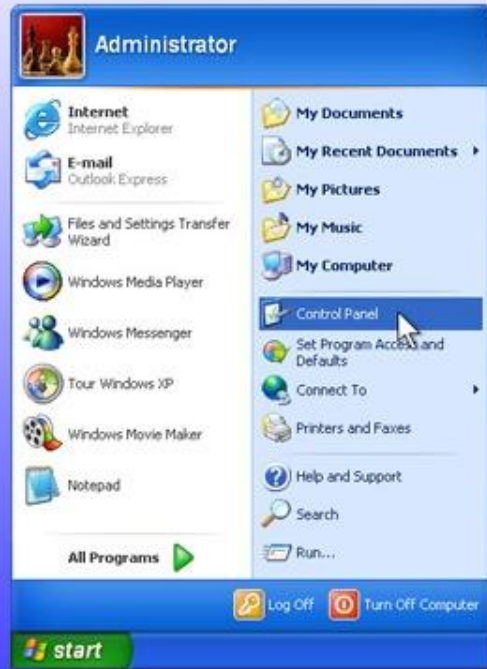 Administrator
Internet
Internet Explorer
E-mail
Outlook Express
Files and Settings Transfer
Wizard
Windows Media Player
Windows Messenger
Tour Windows XP
Windows Movie Maker
Notepad
All Programs
My Documents
My Recent Documents
My Pictures
My Music
My Computer
Control Panel
Set Program Access and
Defaults
Connect To
Printers and Faxes
Help and Support
Search
Run...
Log Off
Turn Off Computer
start